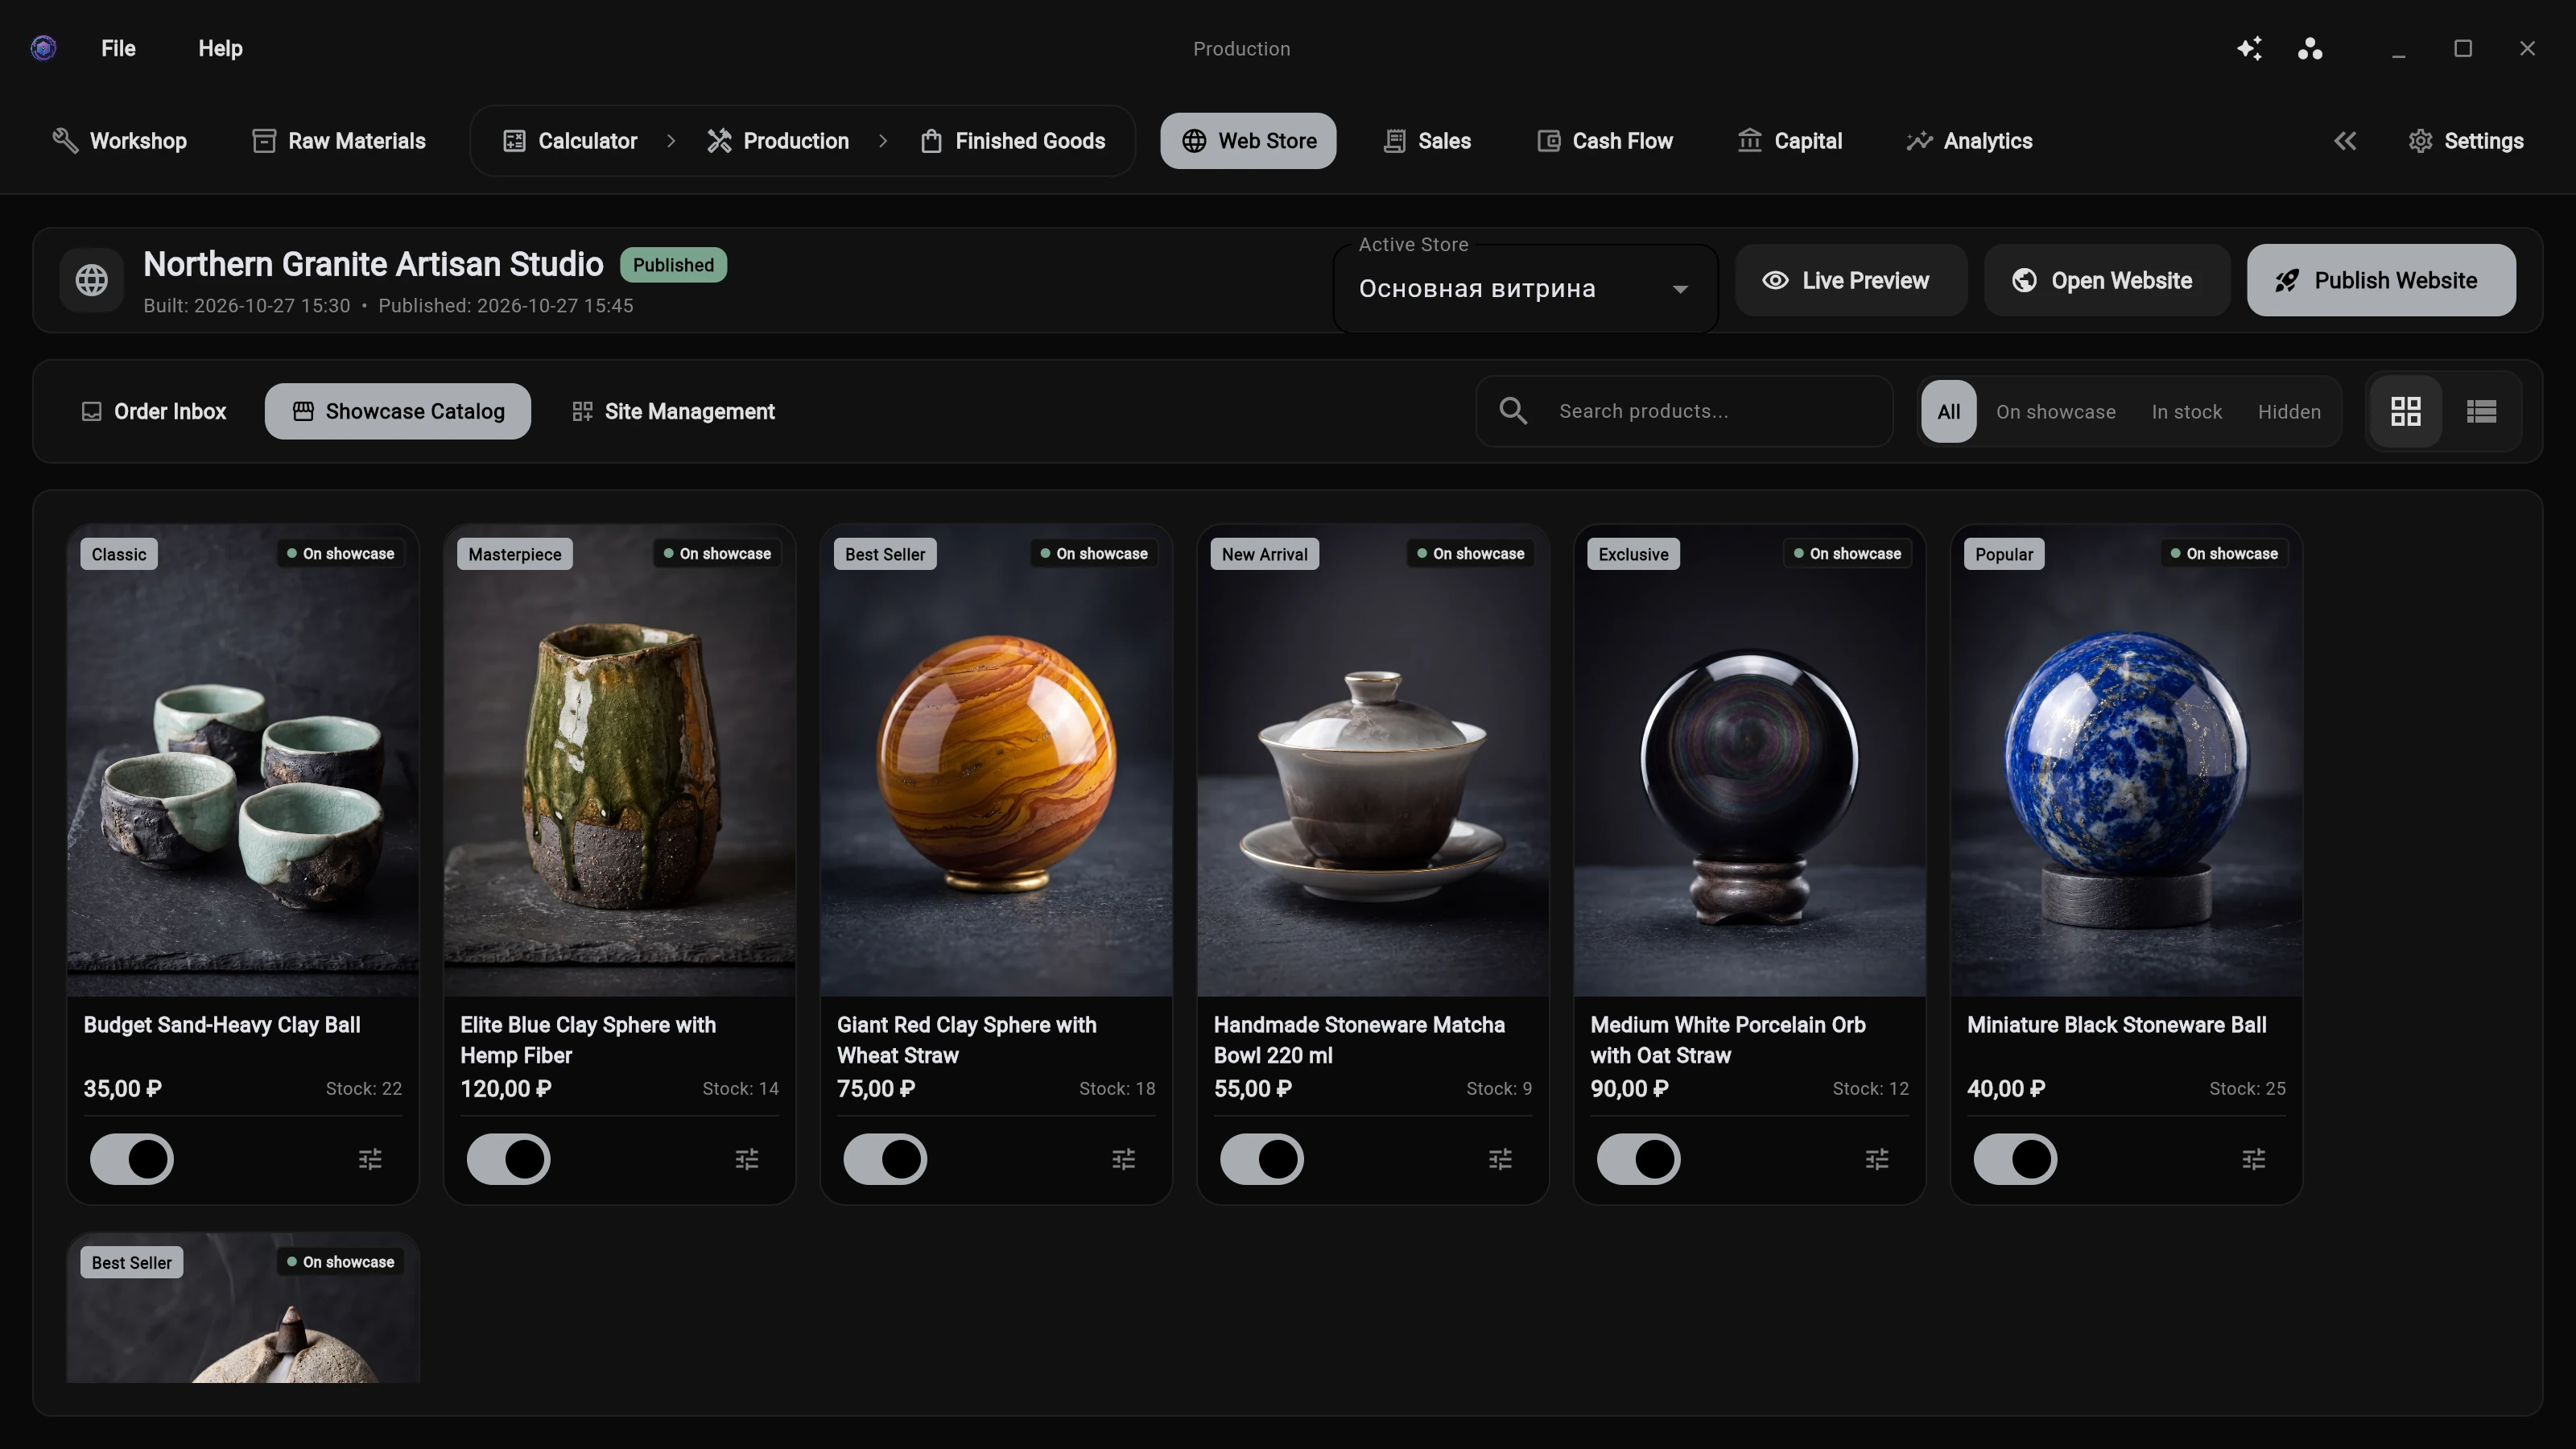 File Help Production
Workshop Raw Materials Calculator Production Finished Goods Web Store Sales Cash Flow Capital Analytics Settings
Northern Granite Artisan Studio Published
Built: 2026-10-27 15:30 • Published: 2026-10-27 15:45
Active Store
Основная витрина
Live Preview Open Website Publish Website
Order Inbox Showcase Catalog Site Management Search products... All On showcase In stock Hidden
Classic On showcase Masterpiece On showcase Best Seller On showcase New Arrival On showcase Exclusive On showcase Popular On showcase
Budget Sand-Heavy Clay Ball
35,00 ₽ Stock: 22
Elite Blue Clay Sphere with
Hemp Fiber
120,00 ₽ Stock: 14
Giant Red Clay Sphere with
Wheat Straw
75,00 ₽ Stock: 18
Handmade Stoneware Matcha
Bowl 220 ml
55,00 ₽ Stock: 9
Medium White Porcelain Orb
with Oat Straw
90,00 ₽ Stock: 12
Miniature Black Stoneware Ball
40,00 ₽ Stock: 25
Best Seller On showcase